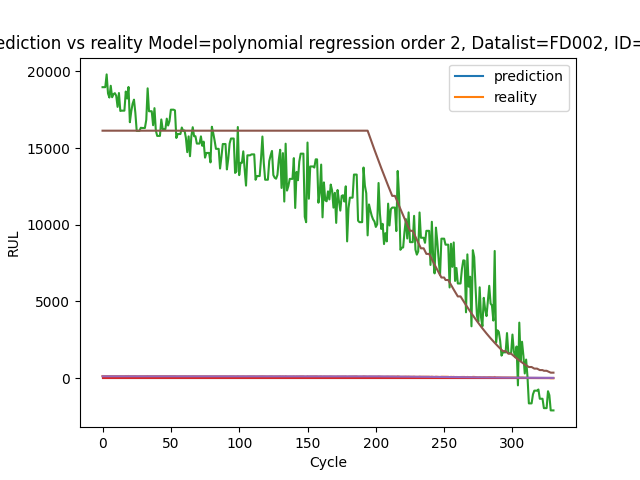 ediction vs reality Model=polynomial regression order 2, Datalist=FD002, ID=
20000
15000
10000
5000
0
RUL
prediction
reality
0 50 100 150 200 250 300
Cycle